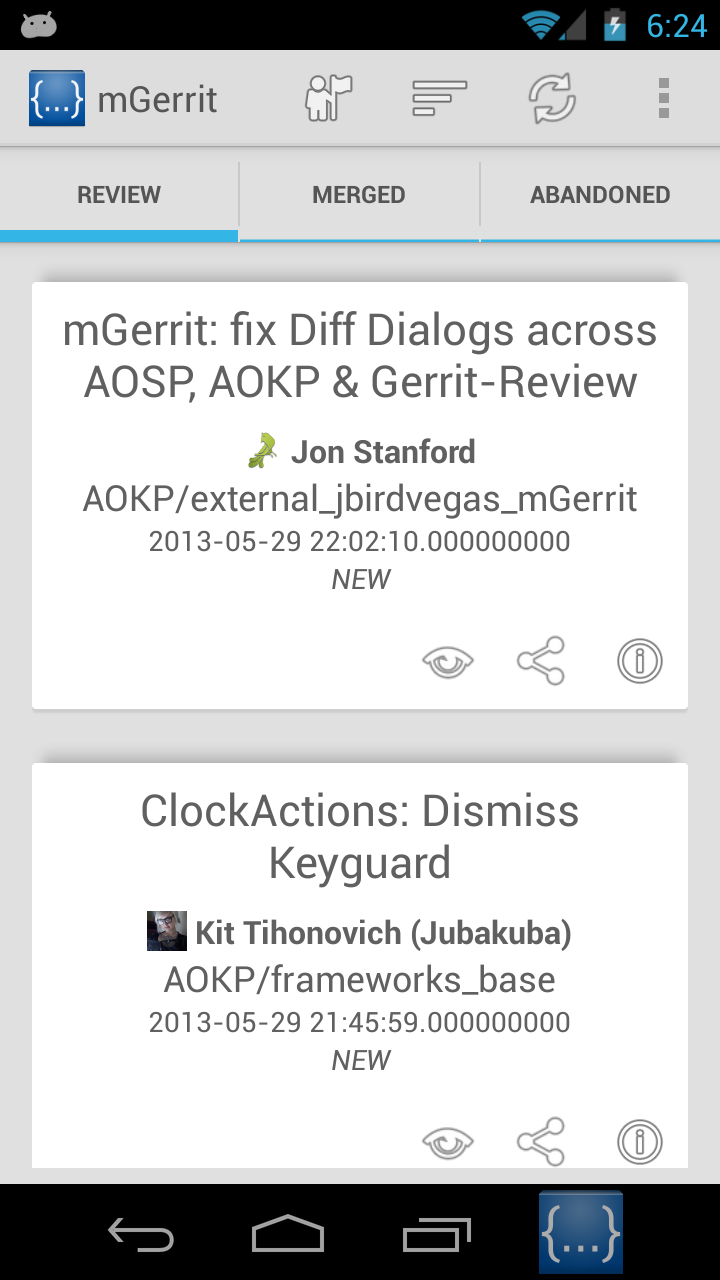 6:24
{...} mGerrit
REVIEW MERGED ABANDONED
mGerrit: fix Diff Dialogs across
AOSP, AOKP & Gerrit-Review
Jon Stanford
AOKP/external_jbirdvegas_mGerrit
2013-05-29 22:02:10.000000000
NEW
ClockActions: Dismiss
Keyguard
Kit Tihonovich (Jubakuba)
AOKP/frameworks_base
2013-05-29 21:45:59.000000000
NEW
{...}